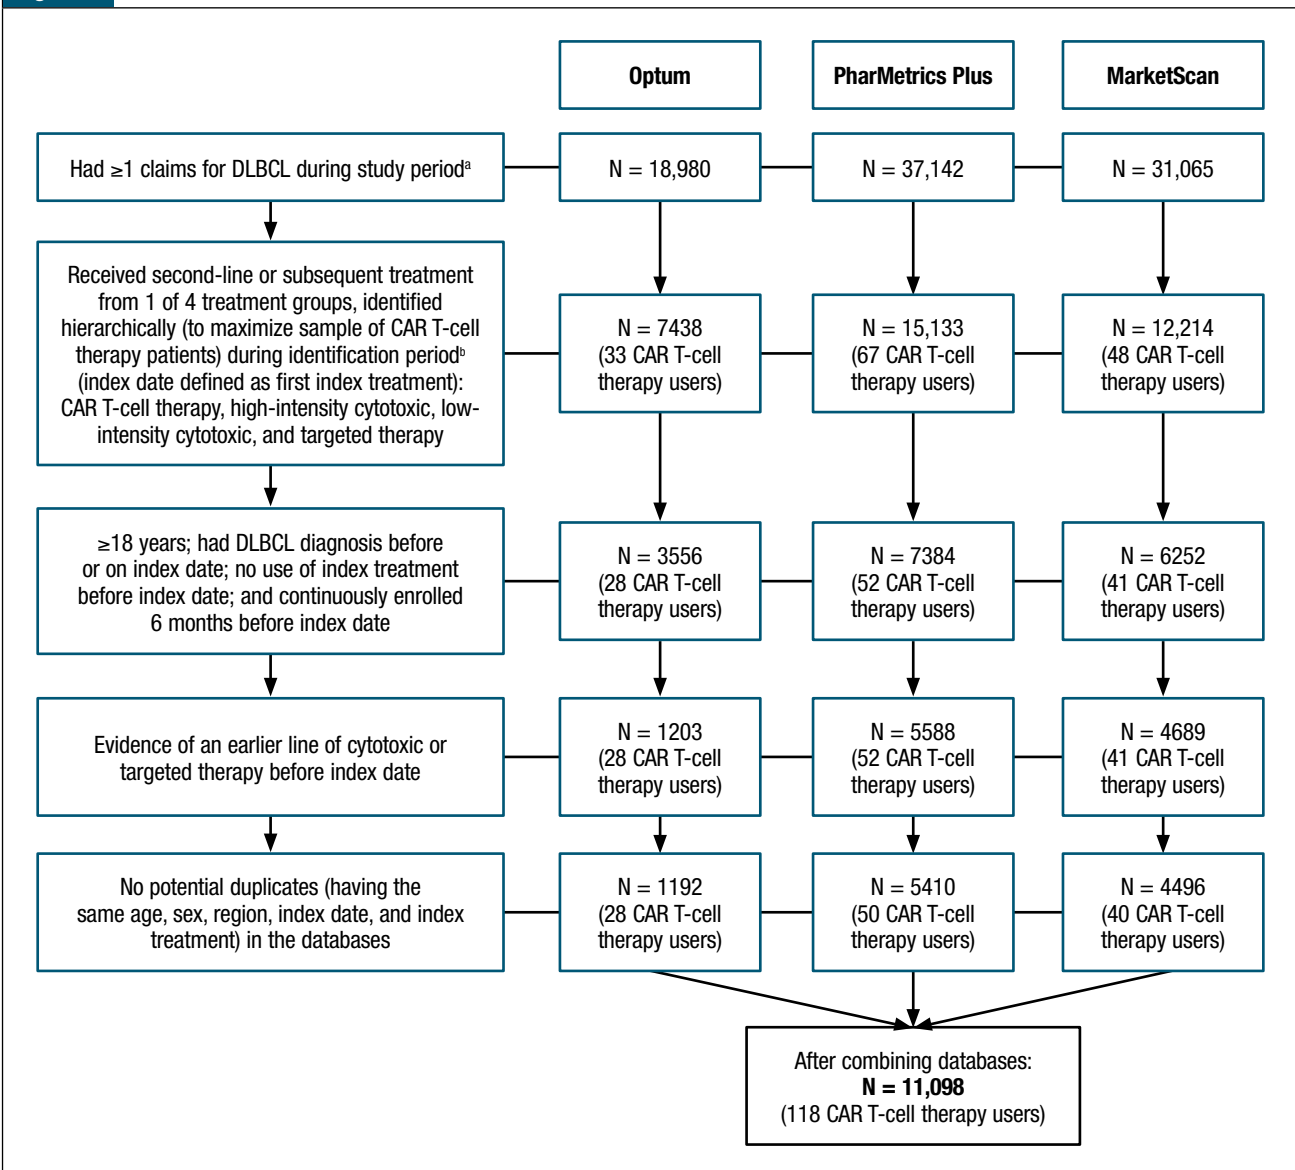 Optum
PharMetrics Plus
MarketScan
Had ≥1 claims for DLBCL during study periodᵃ
N = 18,980
N = 37,142
N = 31,065
Received second-line or subsequent treatment
from 1 of 4 treatment groups, identified
hierarchically (to maximize sample of CAR T-cell
therapy patients) during identification periodᵇ
(index date defined as first index treatment):
CAR T-cell therapy, high-intensity cytotoxic, low-
intensity cytotoxic, and targeted therapy
N = 7438
(33 CAR T-cell
therapy users)
N = 15,133
(67 CAR T-cell
therapy users)
N = 12,214
(48 CAR T-cell
therapy users)
≥18 years; had DLBCL diagnosis before
or on index date; no use of index treatment
before index date; and continuously enrolled
6 months before index date
N = 3556
(28 CAR T-cell
therapy users)
N = 7384
(52 CAR T-cell
therapy users)
N = 6252
(41 CAR T-cell
therapy users)
Evidence of an earlier line of cytotoxic or
targeted therapy before index date
N = 1203
(28 CAR T-cell
therapy users)
N = 5588
(52 CAR T-cell
therapy users)
N = 4689
(41 CAR T-cell
therapy users)
No potential duplicates (having the
same age, sex, region, index date, and index
treatment) in the databases
N = 1192
(28 CAR T-cell
therapy users)
N = 5410
(50 CAR T-cell
therapy users)
N = 4496
(40 CAR T-cell
therapy users)
After combining databases:
N = 11,098
(118 CAR T-cell therapy users)